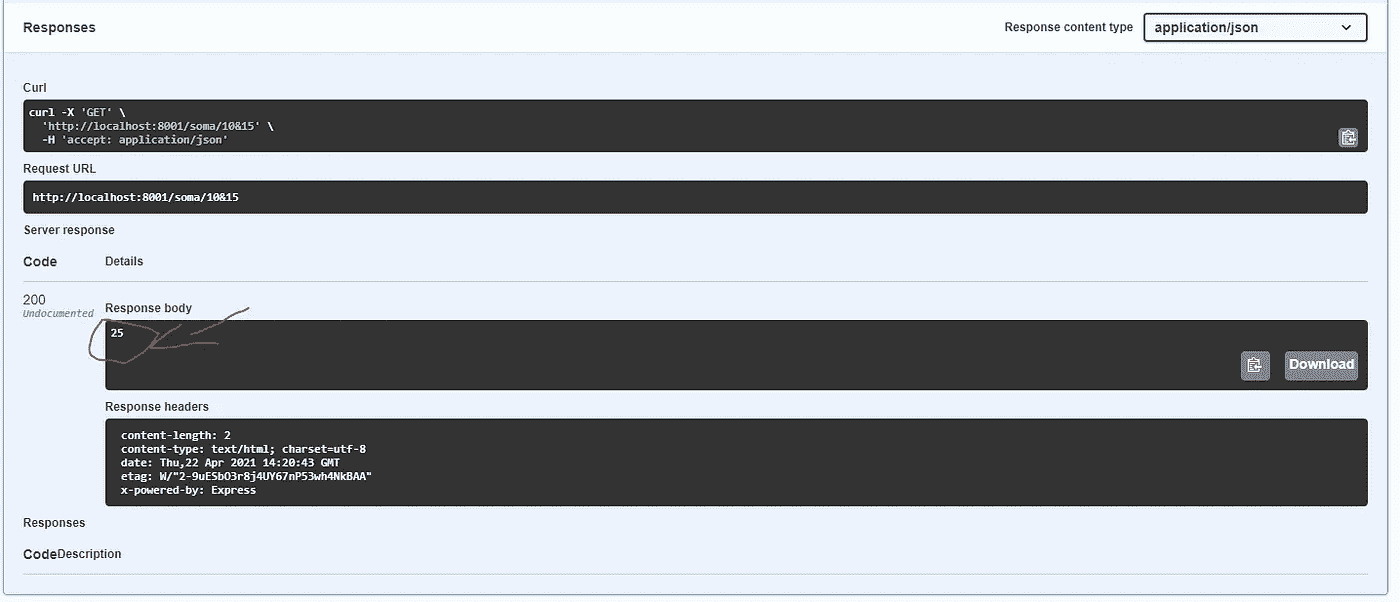 Responses
Response content type
application/json
Curl
curl -X 'GET' \
'http://localhost:8001/soma/10&15' \
-H 'accept: application/json'
Request URL
http://localhost:8001/soma/10&15
Server response
Code Details
200
Undocumented
Response body
25
Download
Response headers
content-length: 2
content-type: text/html; charset=utf-8
date: Thu,22 Apr 2021 14:20:43 GMT
etag: W/"2-9uESbO3r8j4UY67nP53wh4NkBAA"
x-powered-by: Express
Responses
CodeDescription